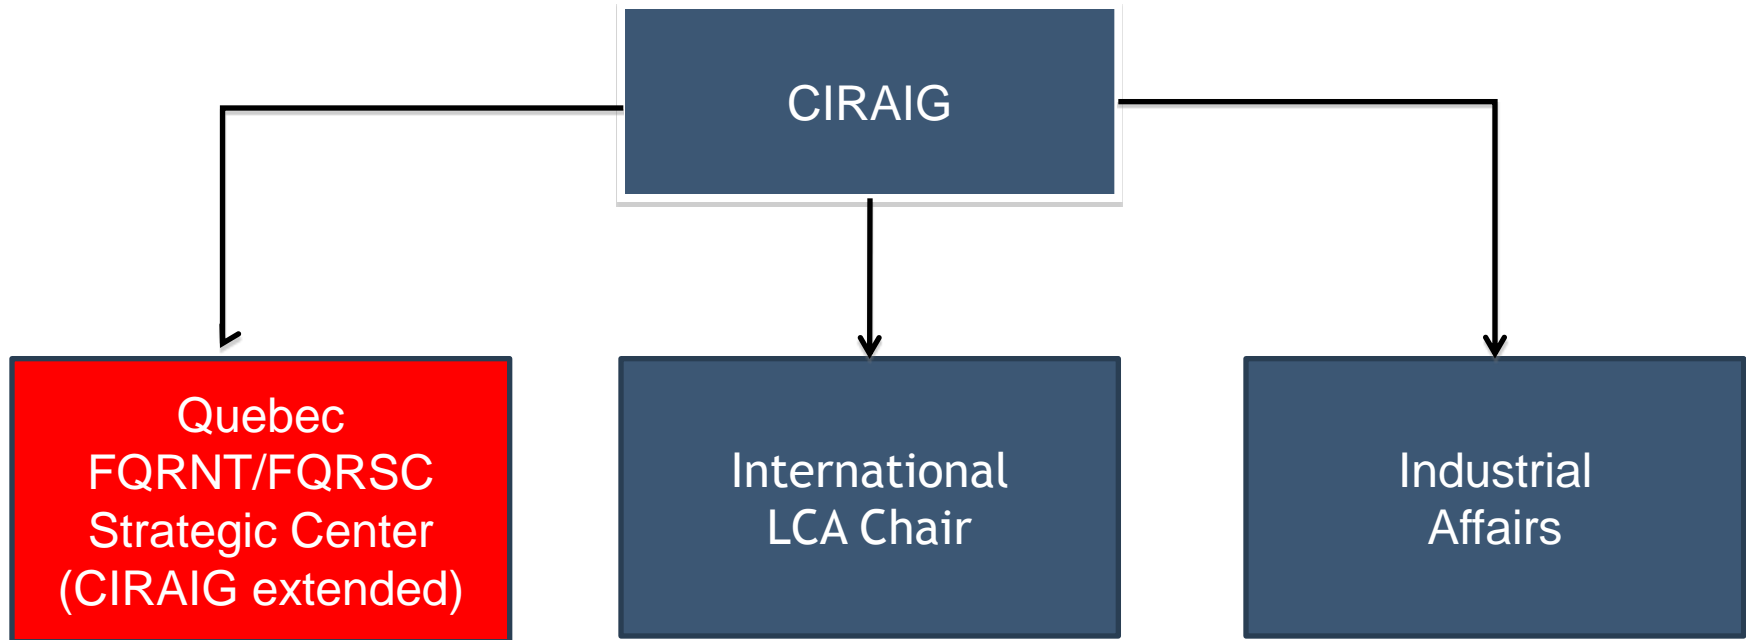 CIRAIG
Quebec
FQRNT/FQRSC
Strategic Center
(CIRAIG extended)
International
LCA Chair
Industrial
Affairs